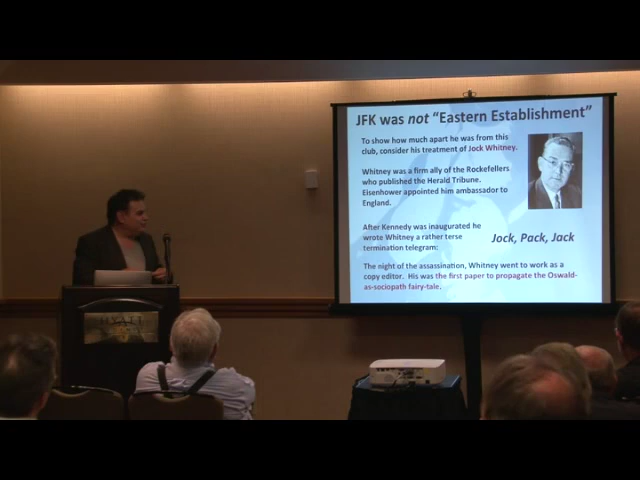 JFK was not "Eastern Establishment"
To show how much apart he was from this
club, consider his treatment of Jock Whitney.
Whitney was a firm ally of the Rockefellers
who published the Herald Tribune.
Eisenhower appointed him ambassador to
England.
After Kennedy was inaugurated he
wrote Whitney a rather terse
termination telegram:
Jock, Pack, Jack
The night of the assassination, Whitney went to work as a
copy editor. His was the first paper to propagate the Oswald-
as-sociopath fairy-tale.
HYATT